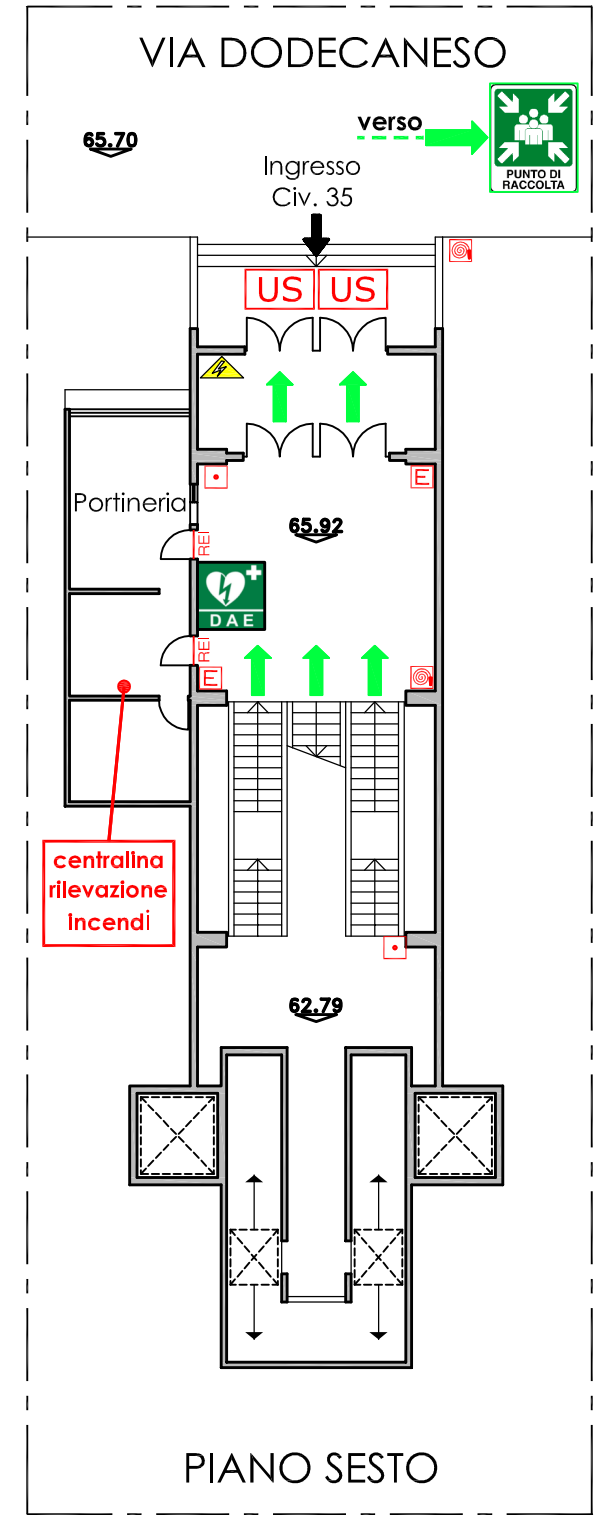 VIA DODECANESO
65.70
verso
PUNTO DI
RACCOLTA
Ingresso
Civ. 35
US US
Portineria
E
65.92
REI
DAE
REI
E
centralina
rilevazione
incendi
62.79
PIANO SESTO